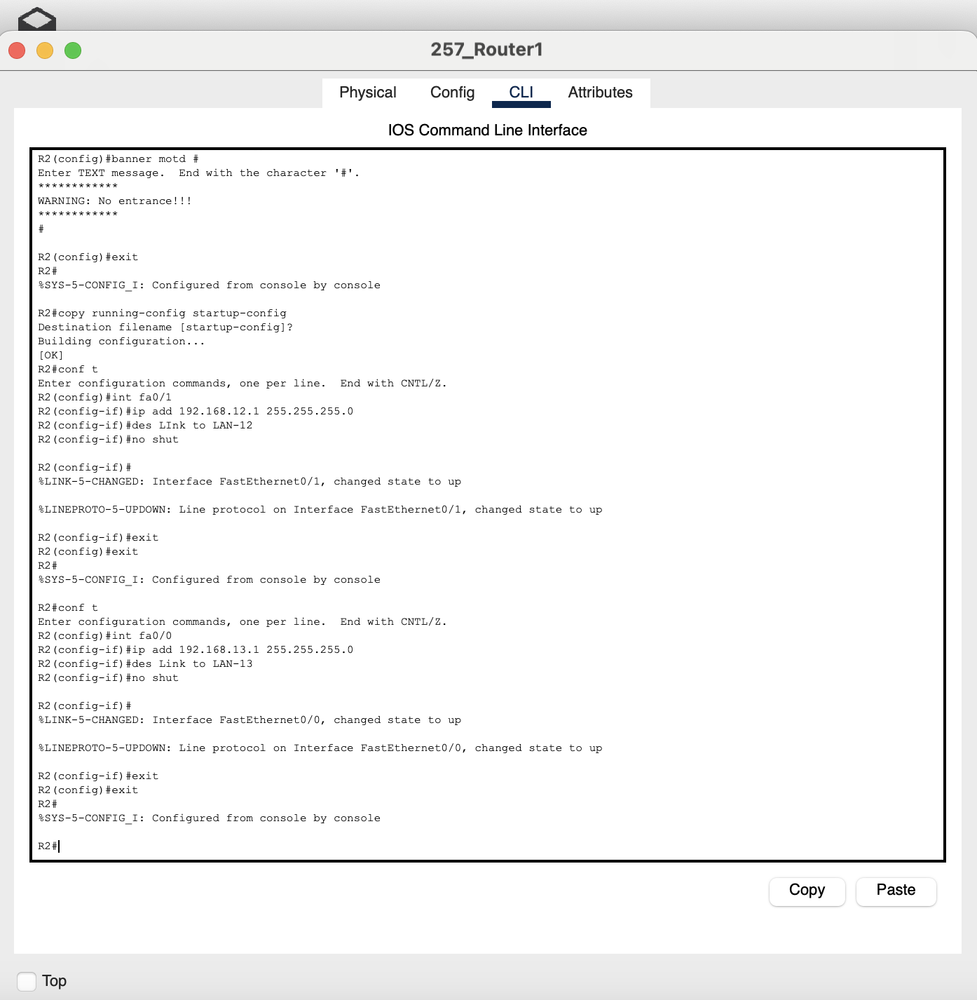 257_Router1
Physical Config CLI Attributes
IOS Command Line Interface
R2(config)#banner motd #
Enter TEXT message.  End with the character '#'.
************
WARNING: No entrance!!!
************
#
R2(config)#exit
R2#
%SYS-5-CONFIG_I: Configured from console by console
R2#copy running-config startup-config
Destination filename [startup-config]?
Building configuration...
[OK]
R2#conf t
Enter configuration commands, one per line.  End with CNTL/Z.
R2(config)#int fa0/1
R2(config-if)#ip add 192.168.12.1 255.255.255.0
R2(config-if)#des LInk to LAN-12
R2(config-if)#no shut
R2(config-if)#
%LINK-5-CHANGED: Interface FastEthernet0/1, changed state to up
%LINEPROTO-5-UPDOWN: Line protocol on Interface FastEthernet0/1, changed state to up
R2(config-if)#exit
R2(config)#exit
R2#
%SYS-5-CONFIG_I: Configured from console by console
R2#conf t
Enter configuration commands, one per line.  End with CNTL/Z.
R2(config)#int fa0/0
R2(config-if)#ip add 192.168.13.1 255.255.255.0
R2(config-if)#des Link to LAN-13
R2(config-if)#no shut
R2(config-if)#
%LINK-5-CHANGED: Interface FastEthernet0/0, changed state to up
%LINEPROTO-5-UPDOWN: Line protocol on Interface FastEthernet0/0, changed state to up
R2(config-if)#exit
R2(config)#exit
R2#
%SYS-5-CONFIG_I: Configured from console by console
R2#
Copy Paste
Top